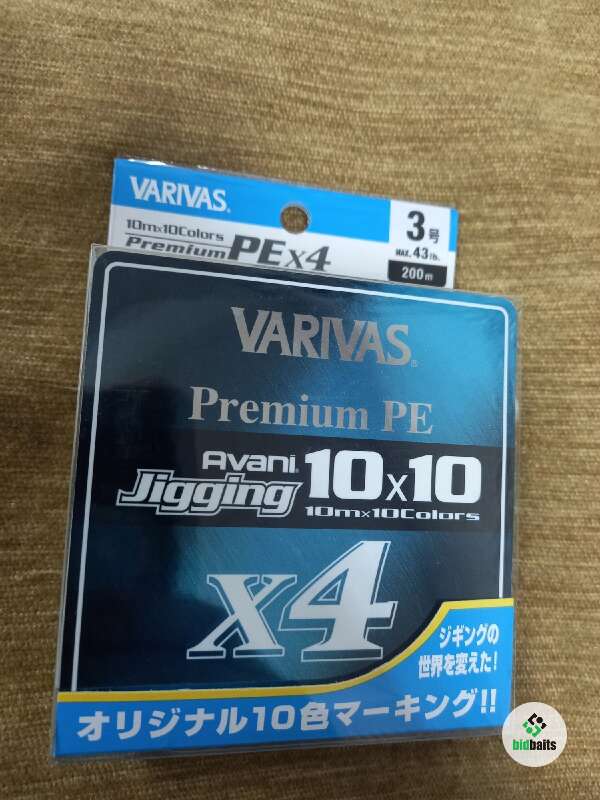 VARIVAS®
10m×10Colors
Premium PEX4
3号
MAX.43lb.
200m
VARIVAS®
Premium PE
Avani®
Jigging 10x10
10m×10Colors
X4
ジギングの
世界を変えた!
オリジナル10色マーキング!!
bidbaits